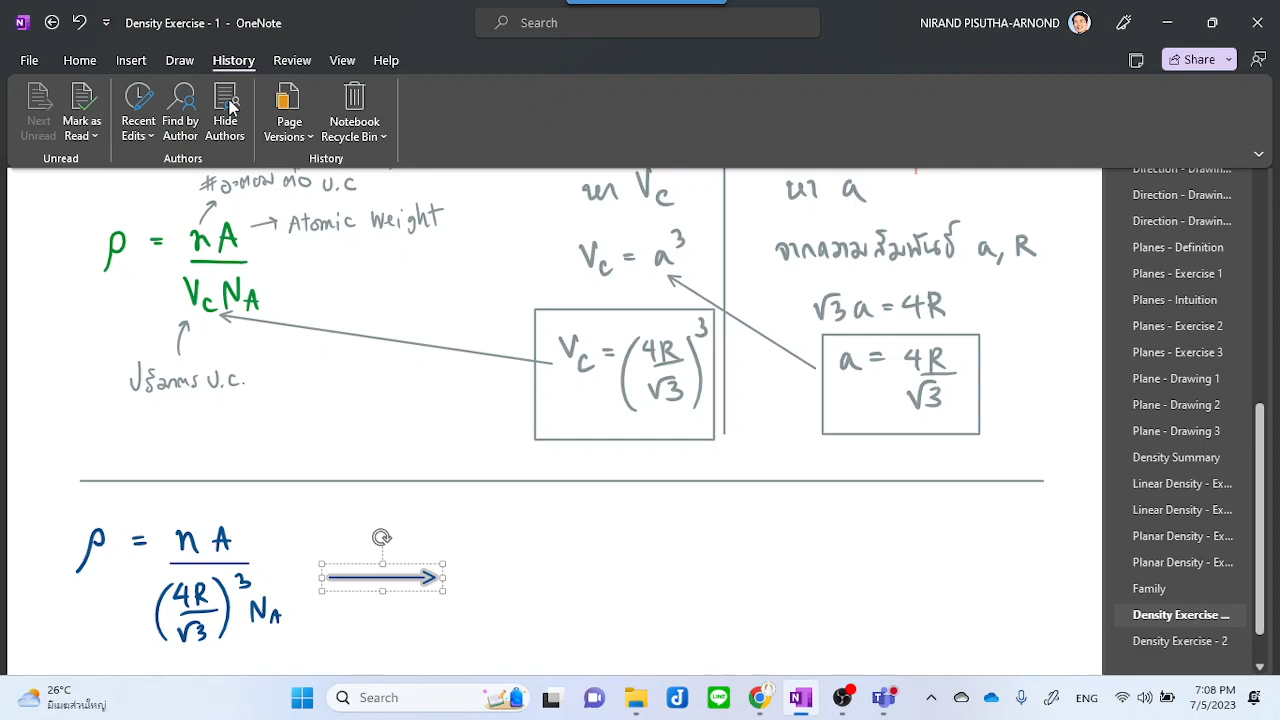 Density Exercise - 1 - OneNote
Search
NIRAND PISUTHA-ARNOND
File Home Insert Draw History Review View Help
Share
Next Unread
Mark as Read
Recent Edits
Find by Author
Hide Authors
Page Versions
Notebook Recycle Bin
Unread
Authors
History
#อะตอม ต่อ U.C
ρ = nA / V_C N_A
→ Atomic Weight
ปริมาตร U.C.
หา V_C
V_C = a³
V_C = (4R/√3)³
หา a
จากความสัมพันธ์ a, R
√3 a = 4R
a = 4R/√3
ρ = n A / (4R/√3)³ N_A
Direction - Drawin...
Direction - Drawin...
Direction - Drawin...
Planes - Definition
Planes - Exercise 1
Planes - Intuition
Planes - Exercise 2
Planes - Exercise 3
Plane - Drawing 1
Plane - Drawing 2
Plane - Drawing 3
Density Summary
Linear Density - Ex...
Linear Density - Ex...
Planar Density - Ex...
Planar Density - Ex...
Family
Density Exercise ...
Density Exercise - 2
26°C
Search
LINE
ENG
7:08 PM
7/5/2023